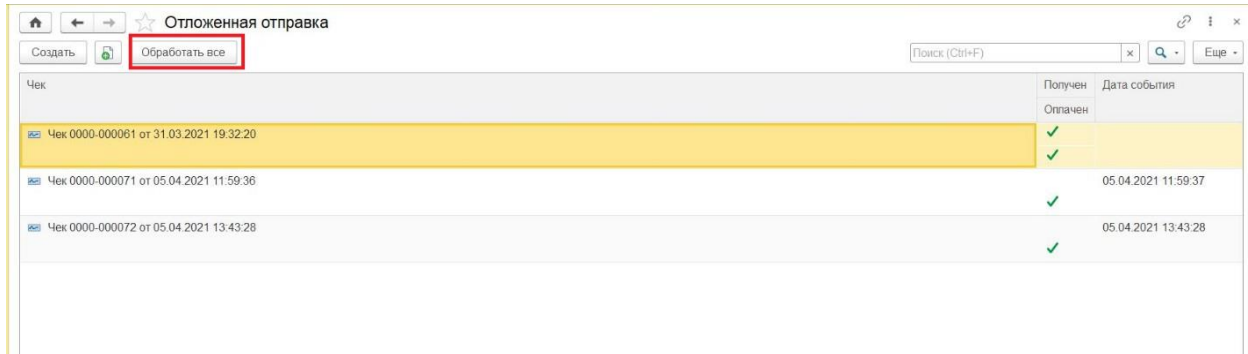 Отложенная отправка
Создать Обработать все Поиск (Ctrl+F) Еще
Чек Получен Дата события
Оплачен
Чек 0000-000061 от 31.03.2021 19:32:20
Чек 0000-000071 от 05.04.2021 11:59:36 05.04.2021 11:59:37
Чек 0000-000072 от 05.04.2021 13:43:28 05.04.2021 13:43:28